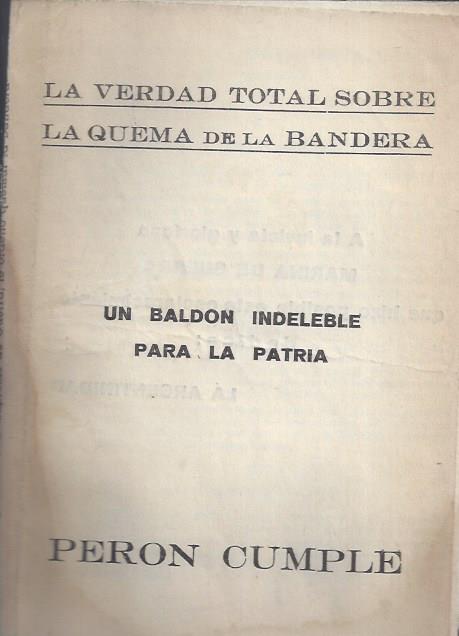 LA VERDAD TOTAL SOBRE
LA QUEMA DE LA BANDERA
UN BALDON INDELEBLE
PARA LA PATRIA
PERON CUMPLE